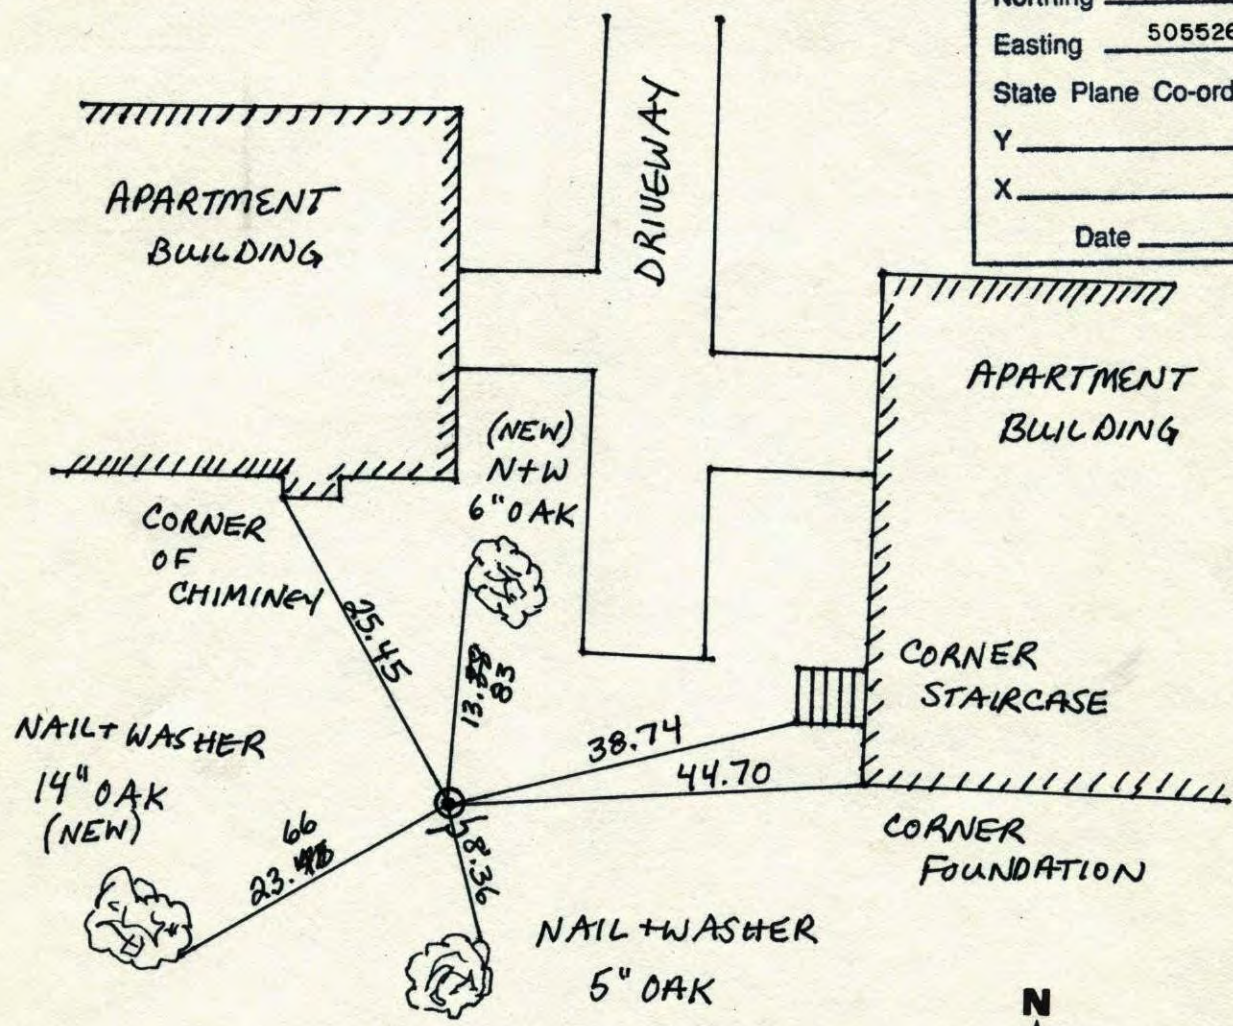 Northing
Easting 505526
State Plane Co-ord
Y
X
Date
DRIVEWAY
APARTMENT
BUILDING
APARTMENT
BUILDING
(NEW)
N+W
6" OAK
CORNER
OF
CHIMINEY
25.45
13.
83
CORNER
STAIRCASE
38.74
44.70
NAIL+WASHER
14" OAK
(NEW)
66
23.
8.36
CORNER
FOUNDATION
NAIL+WASHER
5" OAK
N